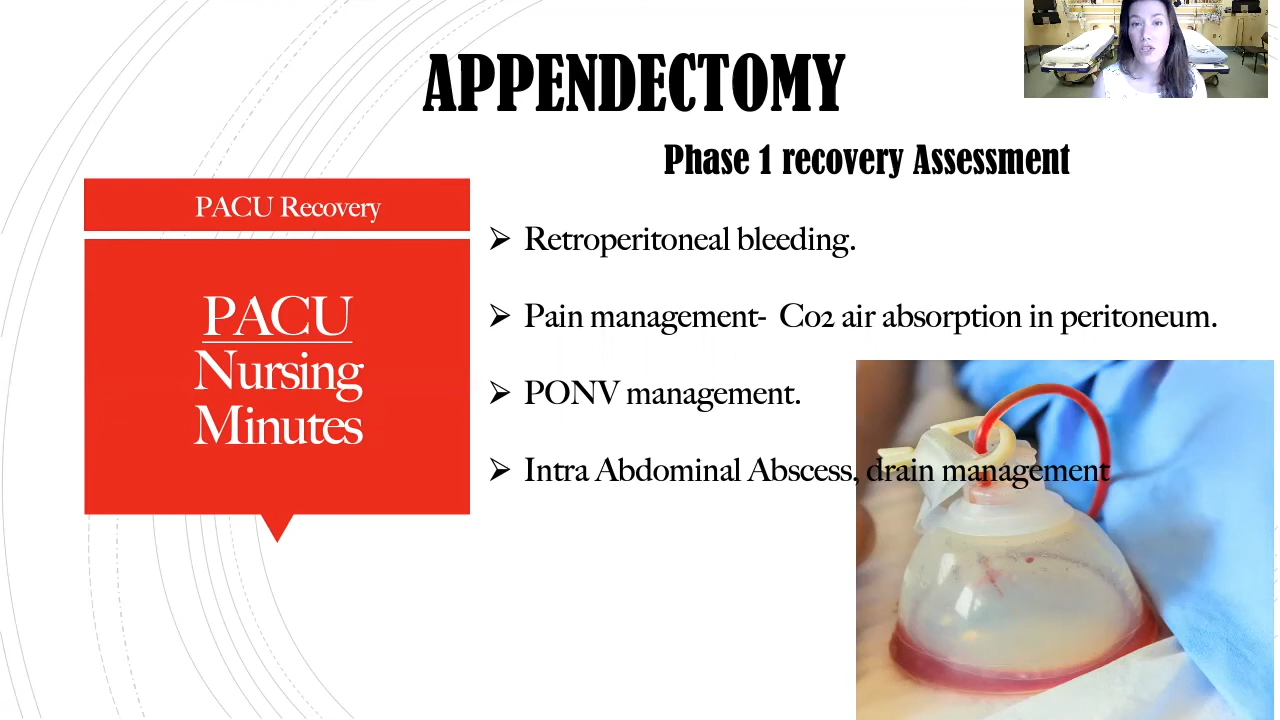 APPENDECTOMY
Phase 1 recovery Assessment
PACU Recovery
PACU
Nursing
Minutes
Retroperitoneal bleeding.
Pain management- Co2 air absorption in peritoneum.
PONV management.
Intra Abdominal Abscess, drain management